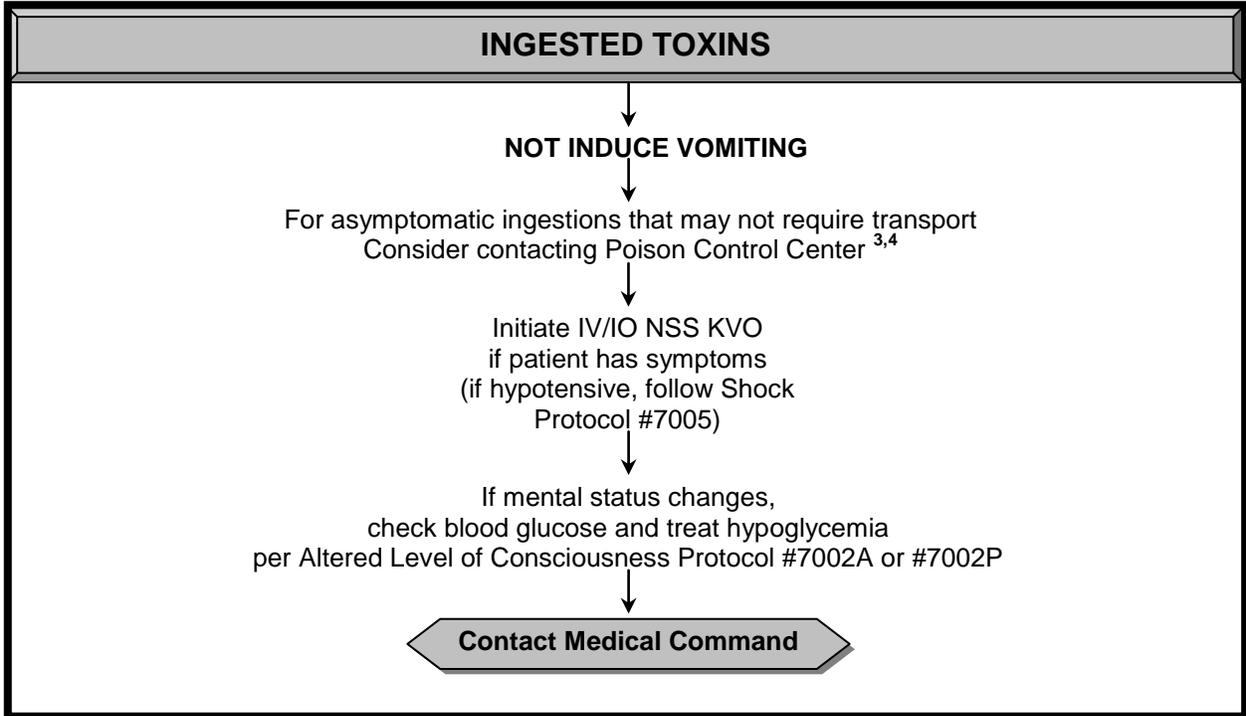 INGESTED TOXINS
NOT INDUCE VOMITING
For asymptomatic ingestions that may not require transport
Consider contacting Poison Control Center 3,4
Initiate IV/IO NSS KVO
if patient has symptoms
(if hypotensive, follow Shock
Protocol #7005)
If mental status changes,
check blood glucose and treat hypoglycemia
per Altered Level of Consciousness Protocol #7002A or #7002P
Contact Medical Command